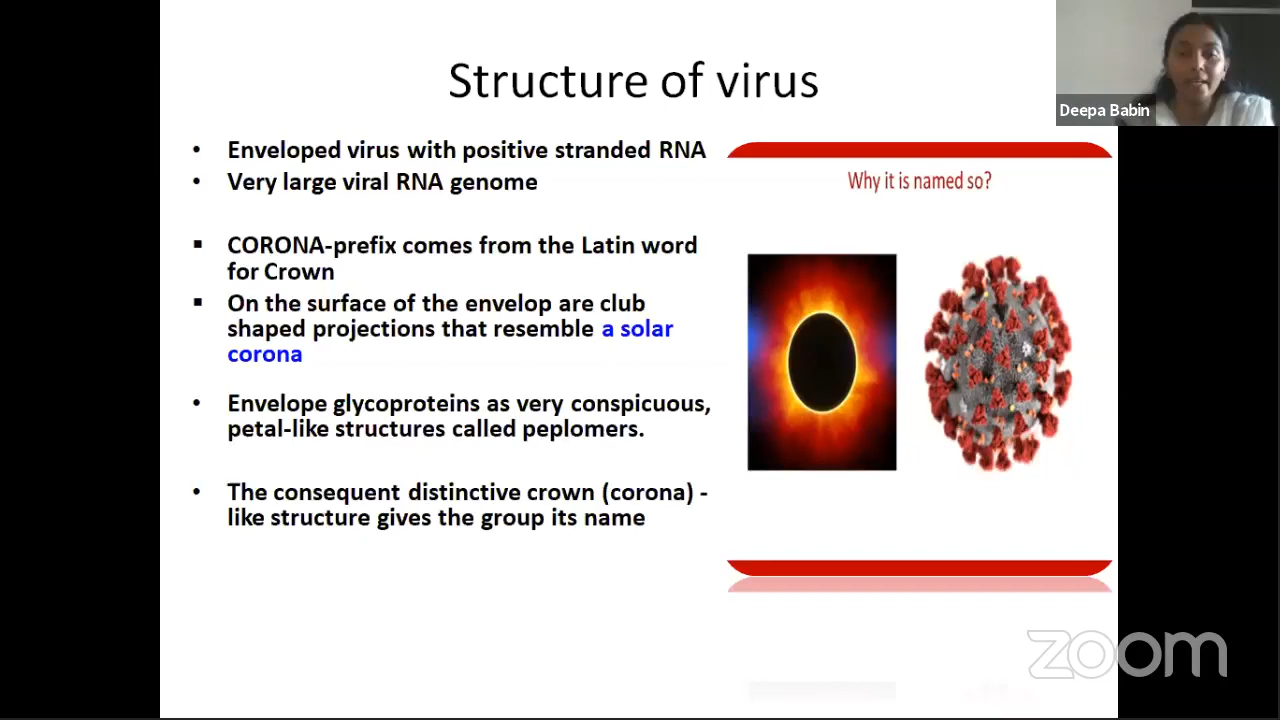 Structure of virus
Deepa Babin
• Enveloped virus with positive stranded RNA
• Very large viral RNA genome
▪ CORONA-prefix comes from the Latin word
for Crown
▪ On the surface of the envelop are club
shaped projections that resemble a solar
corona
• Envelope glycoproteins as very conspicuous,
petal-like structures called peplomers.
• The consequent distinctive crown (corona) -
like structure gives the group its name
Why it is named so?
zoom